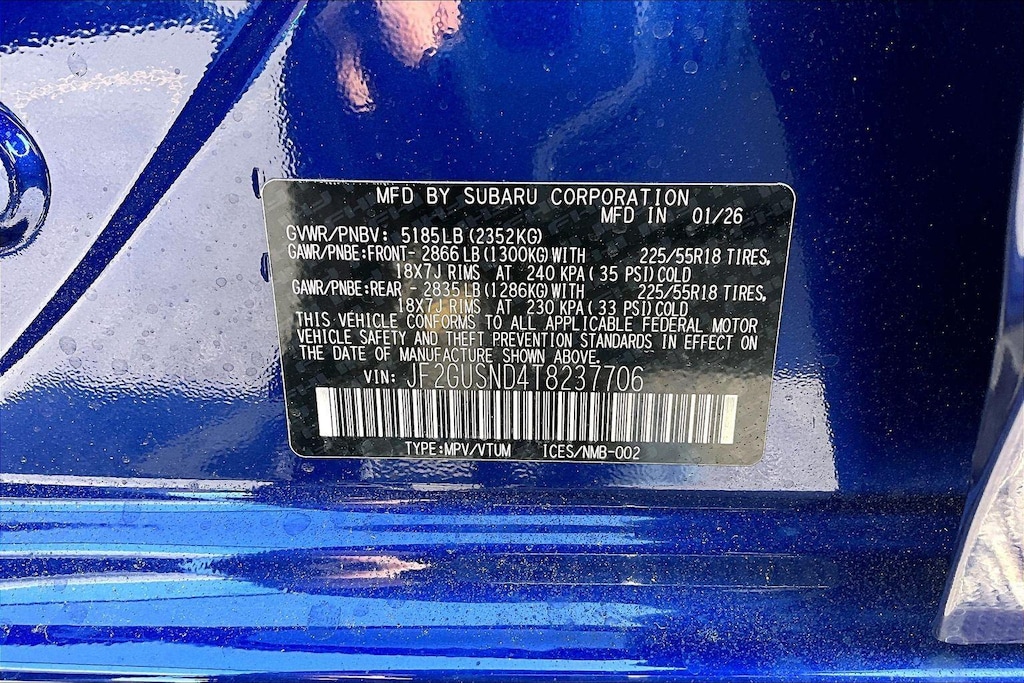 MFD BY SUBARU CORPORATION
MFD IN 01/26
GVWR/PNBV: 5185LB (2352KG)
GAWR/PNBE:FRONT- 2866 LB (1300KG) WITH 225/55R18 TIRES,
18X7J RIMS AT 240 KPA ( 35 PSI) COLD
GAWR/PNBE:REAR - 2835 LB (1286KG) WITH 225/55R18 TIRES,
18X7J RIMS AT 230 KPA ( 33 PSI) COLD
THIS VEHICLE CONFORMS TO ALL APPLICABLE FEDERAL MOTOR
VEHICLE SAFETY AND THEFT PREVENTION STANDARDS IN EFFECT ON
THE DATE OF MANUFACTURE SHOWN ABOVE.
VIN: JF2GUSND4T8237706
TYPE:MPV/VTUM ICES/NMB-002